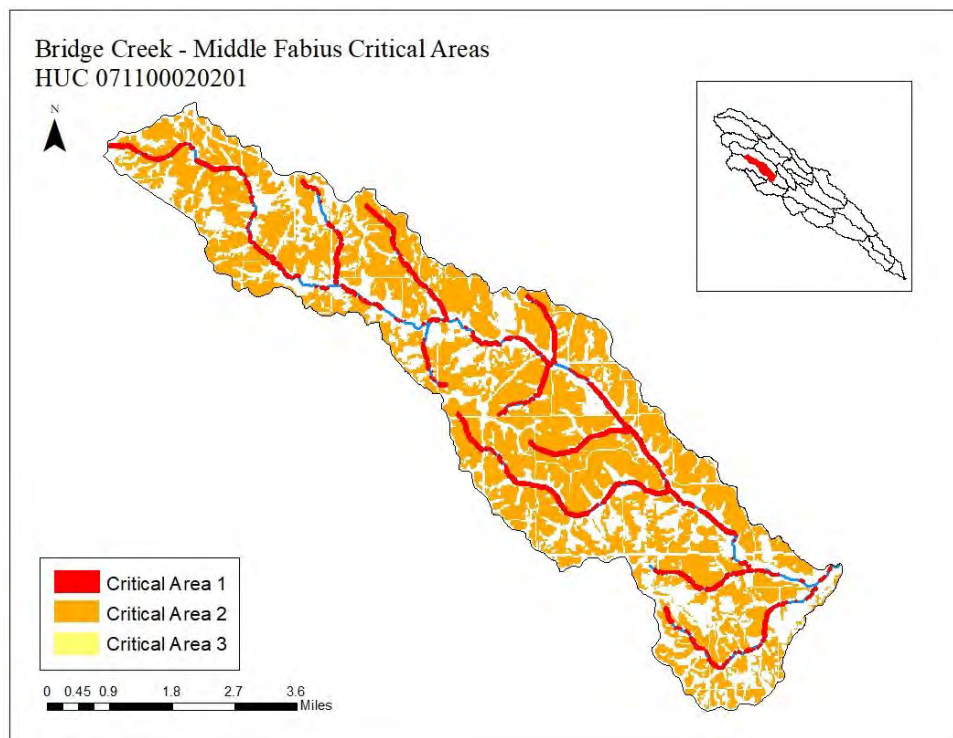 Bridge Creek - Middle Fabius Critical Areas
HUC 071100020201
N
Critical Area 1
Critical Area 2
Critical Area 3
0 0.45 0.9 1.8 2.7 3.6
Miles